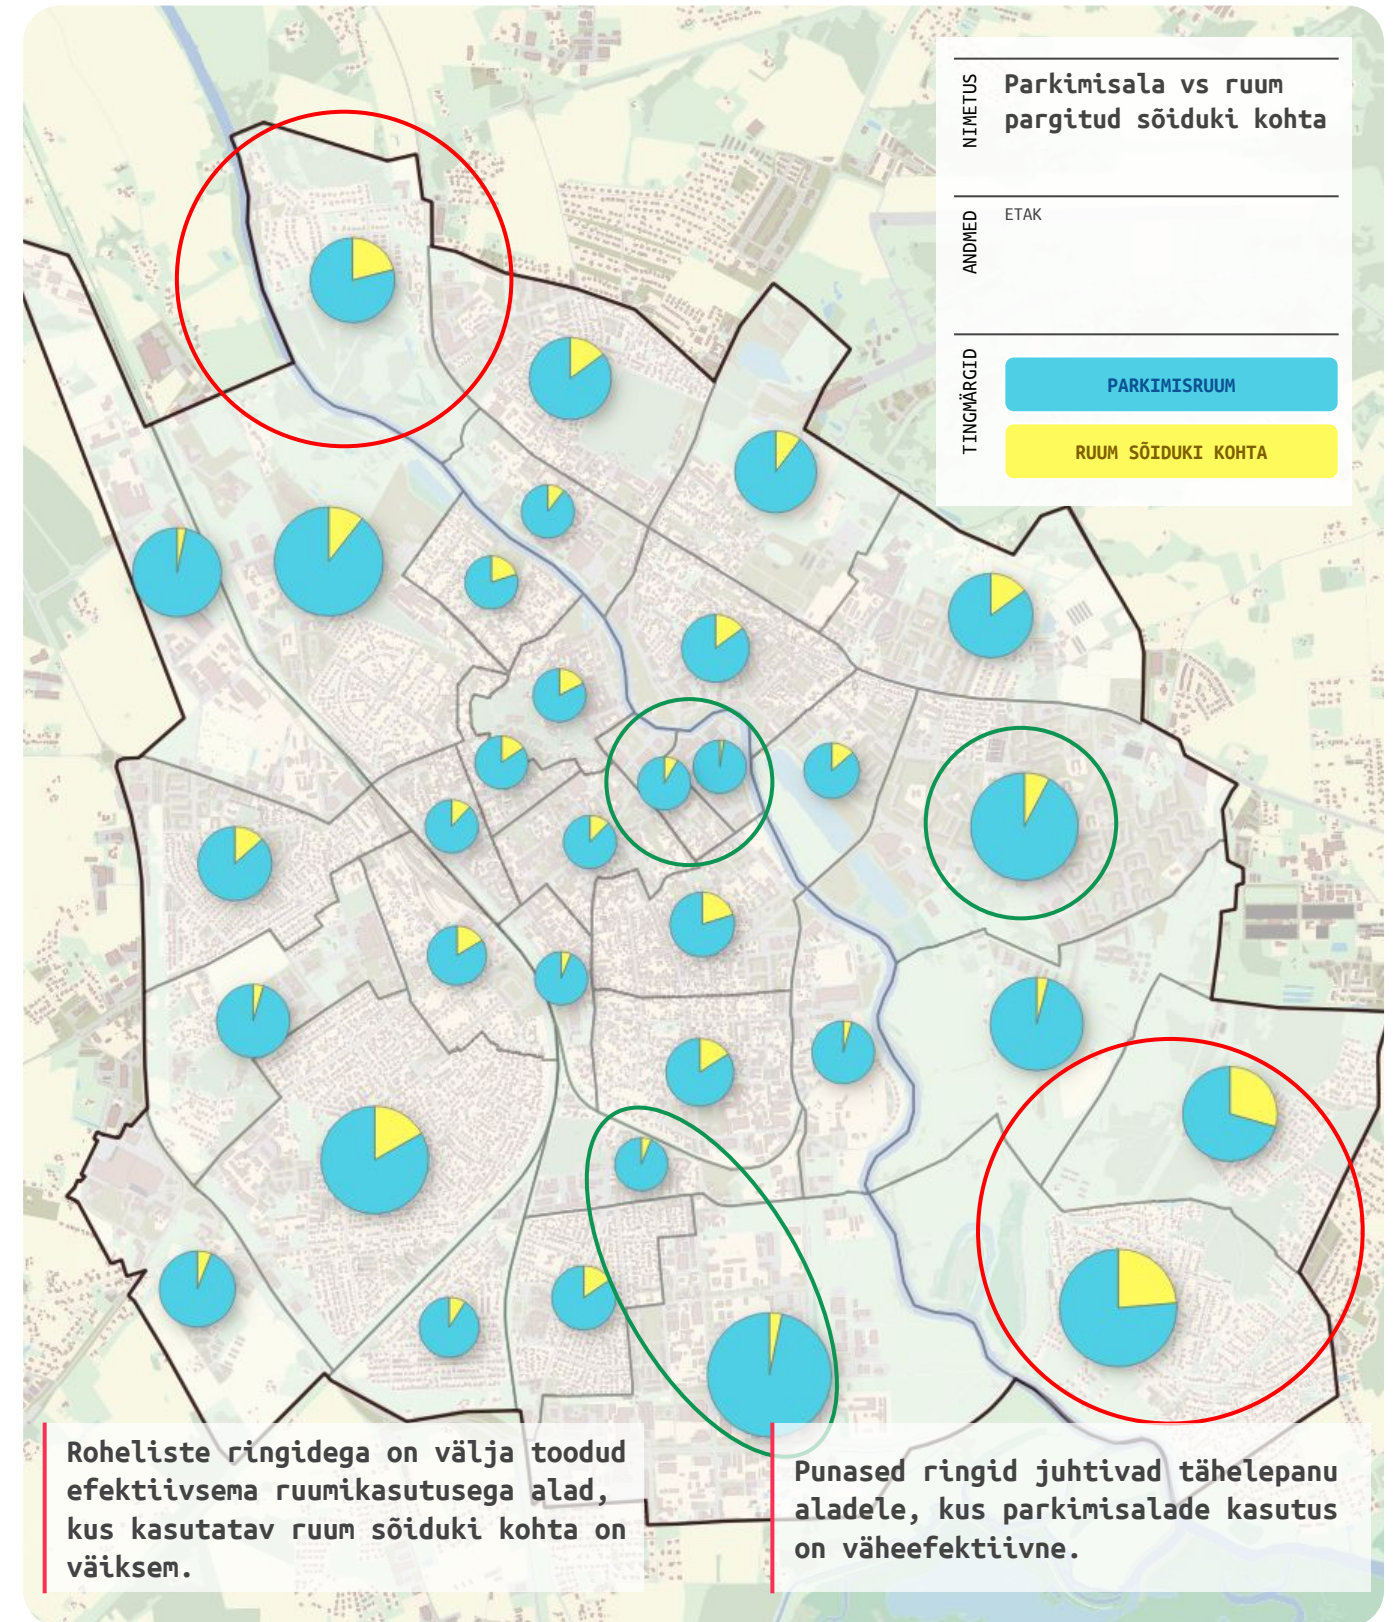 NIMETUS
Parkimisala vs ruum
pargitud sõiduki kohta
ANDMED
ETAK
TINGMÄRGID
PARKIMISRUUM
RUUM SÕIDUKI KOHTA
Roheliste ringidega on välja toodud
efektiivsema ruumikasutusega alad,
kus kasutatav ruum sõiduki kohta on
väiksem.
Punased ringid juhtivad tähelepanu
aladele, kus parkimisalade kasutus
on väheefektiivne.